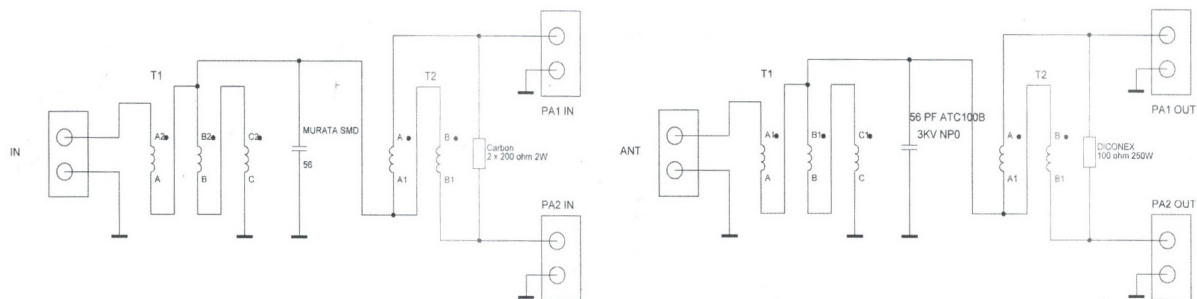 IN
T1
A2
B2
C2
A
B
C
MURATA SMD
56
T2
A
B
A1
B1
Carbon
2 x 200 ohm 2W
PA1 IN
PA2 IN
ANT
T1
A1
B1
C1
A
B
C
56 PF ATC100B
3KV NP0
T2
A
B
A1
B1
DICONEX
100 ohm 250W
PA1 OUT
PA2 OUT